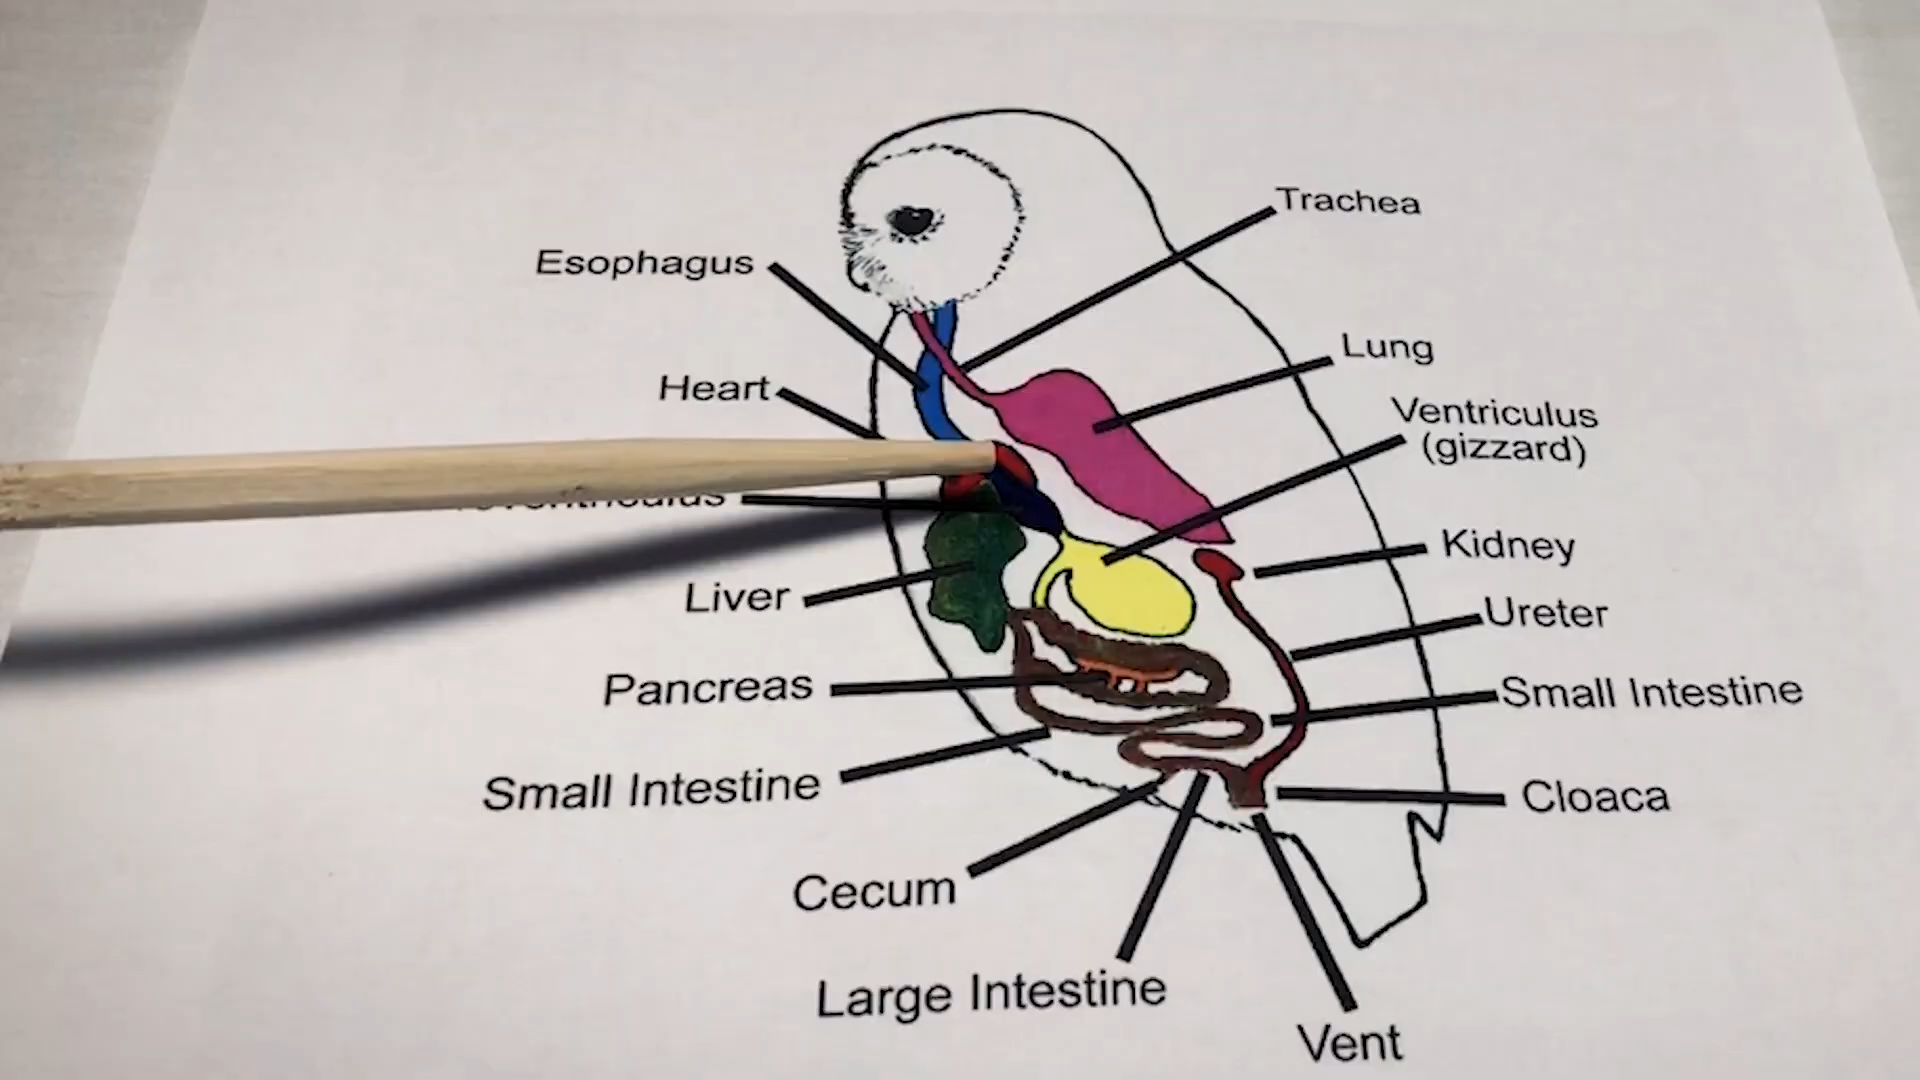 Trachea
Esophagus
Lung
Heart
Ventriculus
(gizzard)
Kidney
Liver
Ureter
Pancreas
Small Intestine
Small Intestine
Cloaca
Cecum
Large Intestine
Vent